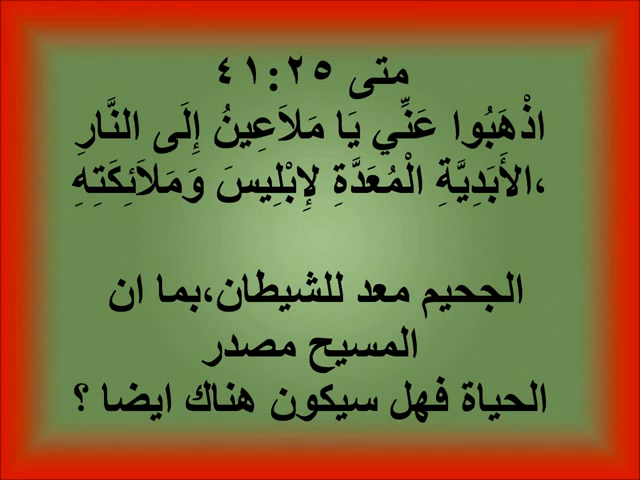 متى ٤١:٢٥
اذْهَبُوا عَنِّي يَا مَلاَعِينُ إِلَى النَّارِ
الأَبَدِيَّةِ الْمُعَدَّةِ لإِبْلِيسَ وَمَلاَئِكَتِهِ،
الجحيم معد للشيطان،بما ان
المسيح مصدر
الحياة فهل سيكون هناك ايضا ؟